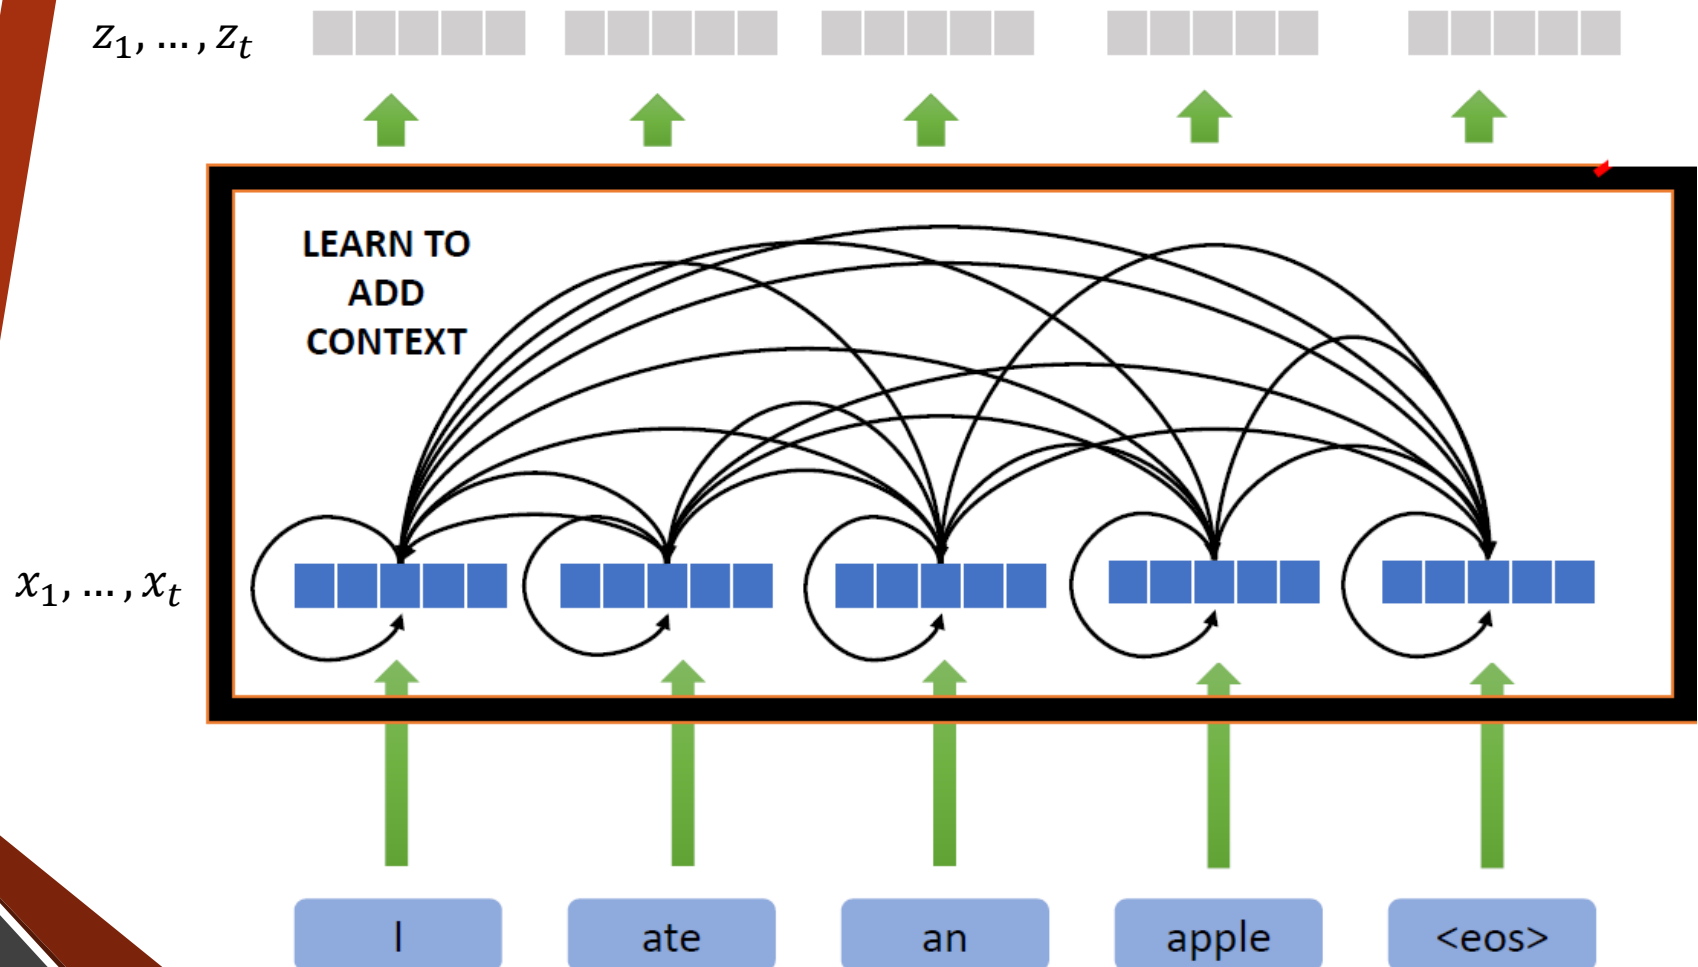 z₁, … , zₜ
LEARN TO
ADD
CONTEXT
x₁, … , xₜ
I ate an apple <eos>